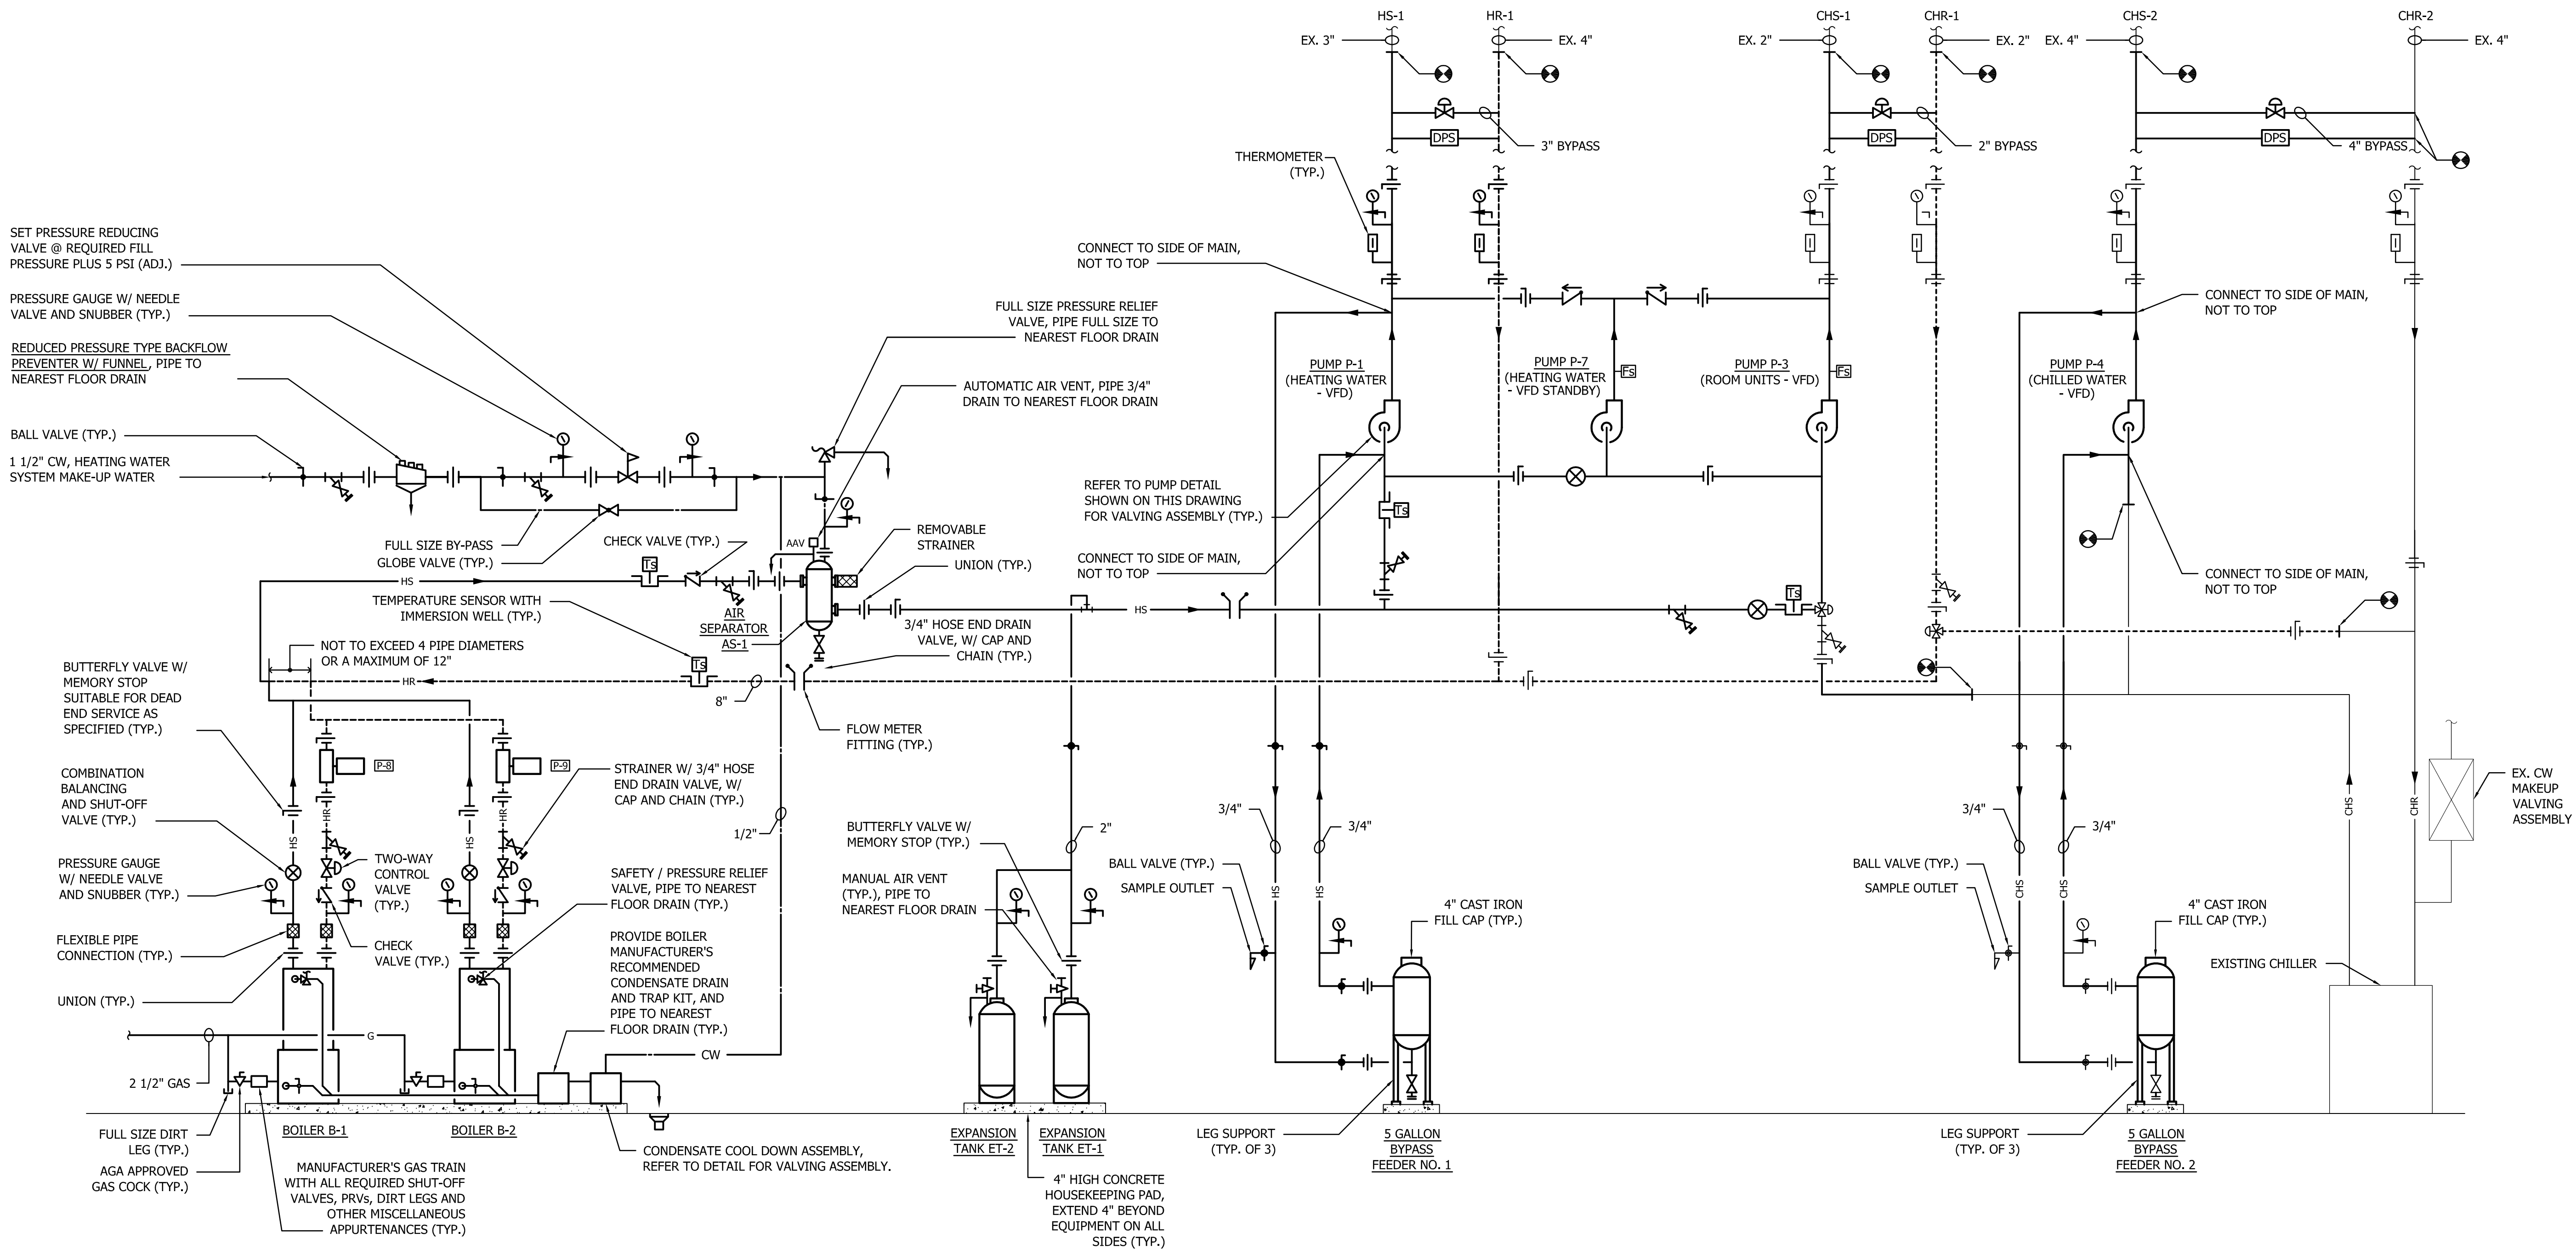 HS-1
HR-1
CHS-1
CHR-1
CHS-2
CHR-2
EX. 3"
EX. 4"
EX. 2"
EX. 2"
EX. 4"
EX. 4"
DPS
DPS
DPS
3" BYPASS
2" BYPASS
4" BYPASS
THERMOMETER
(TYP.)
SET PRESSURE REDUCING
VALVE @ REQUIRED FILL
PRESSURE PLUS 5 PSI (ADJ.)
PRESSURE GAUGE W/ NEEDLE
VALVE AND SNUBBER (TYP.)
REDUCED PRESSURE TYPE BACKFLOW
PREVENTER W/ FUNNEL, PIPE TO
NEAREST FLOOR DRAIN
BALL VALVE (TYP.)
1 1/2" CW, HEATING WATER
SYSTEM MAKE-UP WATER
FULL SIZE BY-PASS
GLOBE VALVE (TYP.)
CHECK VALVE (TYP.)
FULL SIZE PRESSURE RELIEF
VALVE, PIPE FULL SIZE TO
NEAREST FLOOR DRAIN
AUTOMATIC AIR VENT, PIPE 3/4"
DRAIN TO NEAREST FLOOR DRAIN
AAV
REMOVABLE
STRAINER
UNION (TYP.)
HS
Ts
TEMPERATURE SENSOR WITH
IMMERSION WELL (TYP.)
AIR
SEPARATOR
AS-1
3/4" HOSE END DRAIN
VALVE, W/ CAP AND
CHAIN (TYP.)
NOT TO EXCEED 4 PIPE DIAMETERS
OR A MAXIMUM OF 12"
HR
Ts
8"
FLOW METER
FITTING (TYP.)
HS
CONNECT TO SIDE OF MAIN,
NOT TO TOP
CONNECT TO SIDE OF MAIN,
NOT TO TOP
PUMP P-1
(HEATING WATER
- VFD)
PUMP P-7
(HEATING WATER
- VFD STANDBY)
Fs
PUMP P-3
(ROOM UNITS - VFD)
Fs
PUMP P-4
(CHILLED WATER
- VFD)
REFER TO PUMP DETAIL
SHOWN ON THIS DRAWING
FOR VALVING ASSEMBLY (TYP.)
Ts
CONNECT TO SIDE OF MAIN,
NOT TO TOP
CONNECT TO SIDE OF MAIN,
NOT TO TOP
Ts
BUTTERFLY VALVE W/
MEMORY STOP
SUITABLE FOR DEAD
END SERVICE AS
SPECIFIED (TYP.)
P-8
P-9
COMBINATION
BALANCING
AND SHUT-OFF
VALVE (TYP.)
HS
HR
HS
HR
STRAINER W/ 3/4" HOSE
END DRAIN VALVE, W/
CAP AND CHAIN (TYP.)
1/2"
PRESSURE GAUGE
W/ NEEDLE VALVE
AND SNUBBER (TYP.)
TWO-WAY
CONTROL
VALVE
(TYP.)
SAFETY / PRESSURE RELIEF
VALVE, PIPE TO NEAREST
FLOOR DRAIN (TYP.)
FLEXIBLE PIPE
CONNECTION (TYP.)
CHECK
VALVE (TYP.)
PROVIDE BOILER
MANUFACTURER'S
RECOMMENDED
CONDENSATE DRAIN
AND TRAP KIT, AND
PIPE TO NEAREST
FLOOR DRAIN (TYP.)
UNION (TYP.)
G
CW
2 1/2" GAS
BUTTERFLY VALVE W/
MEMORY STOP (TYP.)
2"
MANUAL AIR VENT
(TYP.), PIPE TO
NEAREST FLOOR DRAIN
3/4"
3/4"
BALL VALVE (TYP.)
SAMPLE OUTLET
HS
HS
4" CAST IRON
FILL CAP (TYP.)
3/4"
3/4"
BALL VALVE (TYP.)
SAMPLE OUTLET
CHS
CHS
4" CAST IRON
FILL CAP (TYP.)
CHS
CHR
EX. CW
MAKEUP
VALVING
ASSEMBLY
EXISTING CHILLER
FULL SIZE DIRT
LEG (TYP.)
AGA APPROVED
GAS COCK (TYP.)
BOILER B-1
BOILER B-2
MANUFACTURER'S GAS TRAIN
WITH ALL REQUIRED SHUT-OFF
VALVES, PRVs, DIRT LEGS AND
OTHER MISCELLANEOUS
APPURTENANCES (TYP.)
CONDENSATE COOL DOWN ASSEMBLY,
REFER TO DETAIL FOR VALVING ASSEMBLY.
EXPANSION
TANK ET-2
EXPANSION
TANK ET-1
4" HIGH CONCRETE
HOUSEKEEPING PAD,
EXTEND 4" BEYOND
EQUIPMENT ON ALL
SIDES (TYP.)
LEG SUPPORT
(TYP. OF 3)
5 GALLON
BYPASS
FEEDER NO. 1
LEG SUPPORT
(TYP. OF 3)
5 GALLON
BYPASS
FEEDER NO. 2